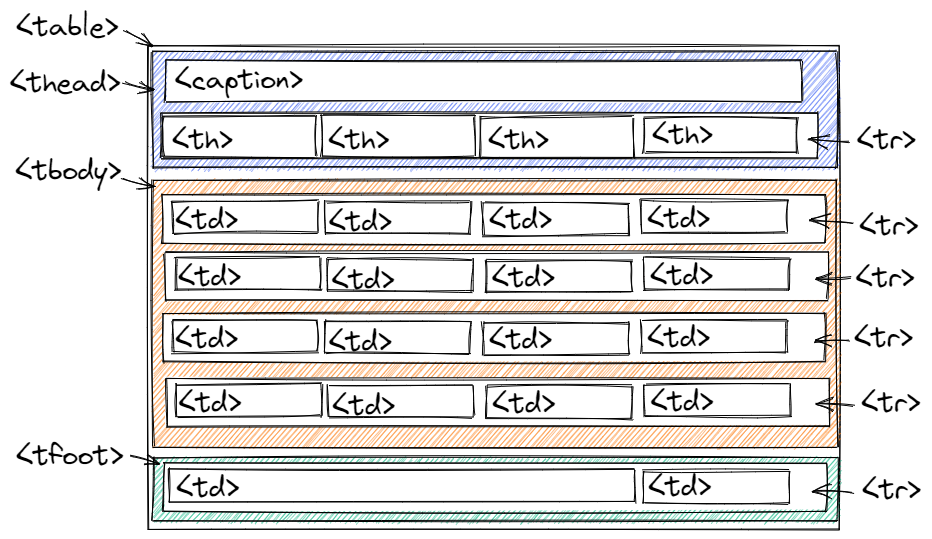 <table>
<thead>
<caption>
<th> <th> <th> <th> <tr>
<tbody>
<td> <td> <td> <td> <tr>
<td> <td> <td> <td> <tr>
<td> <td> <td> <td> <tr>
<td> <td> <td> <td> <tr>
<tfoot>
<td> <td> <tr>